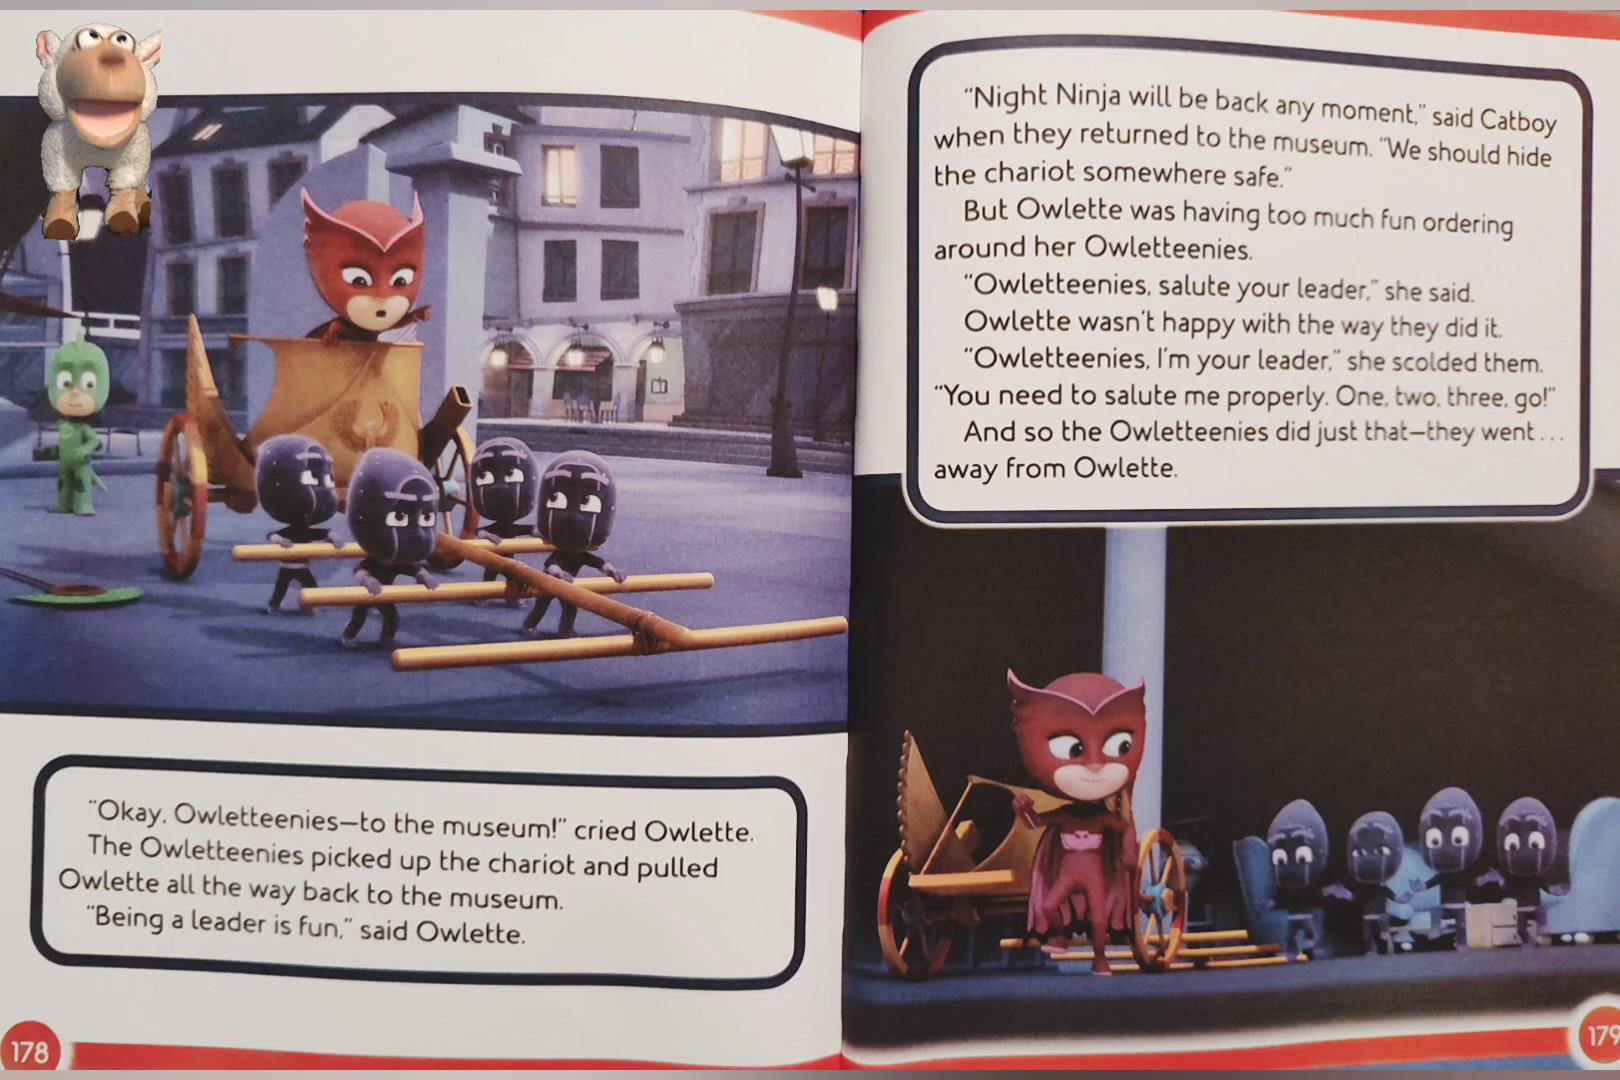 "Okay, Owletteenies—to the museum!" cried Owlette.
The Owletteenies picked up the chariot and pulled
Owlette all the way back to the museum.
"Being a leader is fun," said Owlette.
178
"Night Ninja will be back any moment," said Catboy
when they returned to the museum. "We should hide
the chariot somewhere safe."
But Owlette was having too much fun ordering
around her Owletteenies.
"Owletteenies, salute your leader," she said.
Owlette wasn't happy with the way they did it.
"Owletteenies, I'm your leader," she scolded them.
"You need to salute me properly. One, two, three, go!"
And so the Owletteenies did just that—they went . . .
away from Owlette.
179